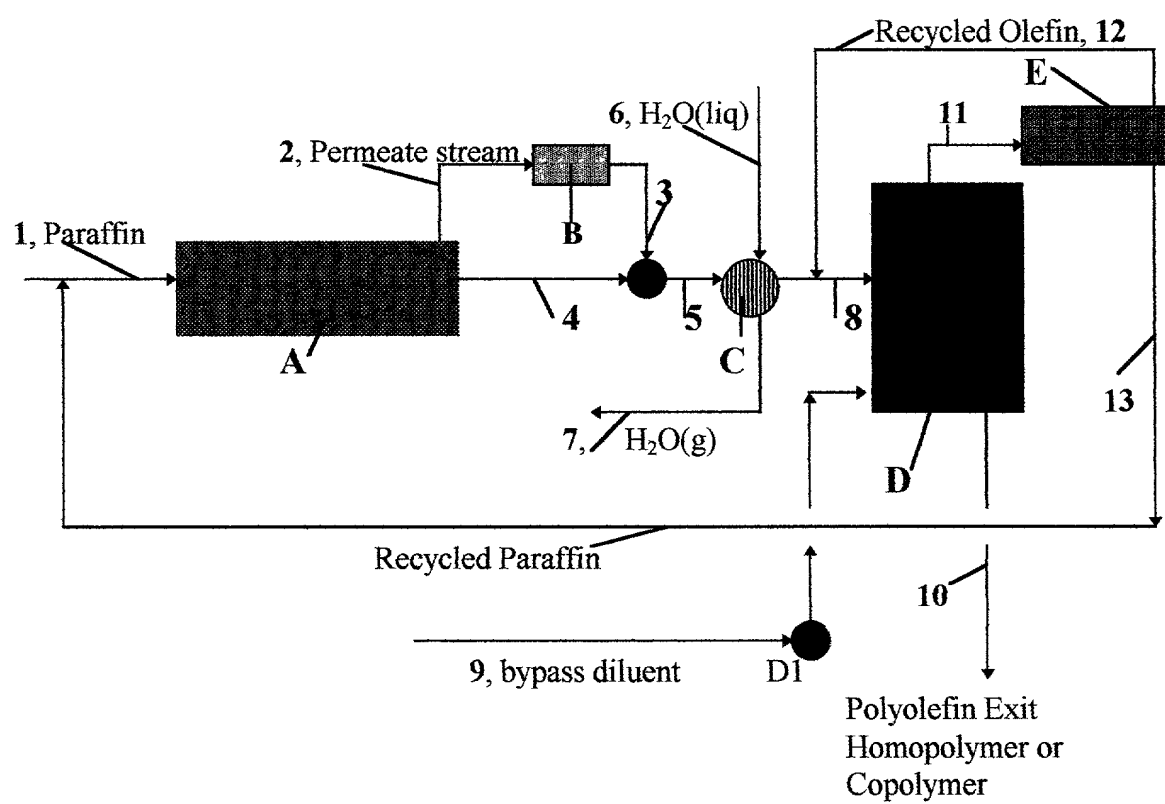 Recycled Olefin, 12
E
6, H₂O(liq)
11
2, Permeate stream
3
B
1, Paraffin
4
5
8
A
C
13
7, H₂O(g)
D
Recycled Paraffin
10
9, bypass diluent
D1
Polyolefin Exit
Homopolymer or
Copolymer